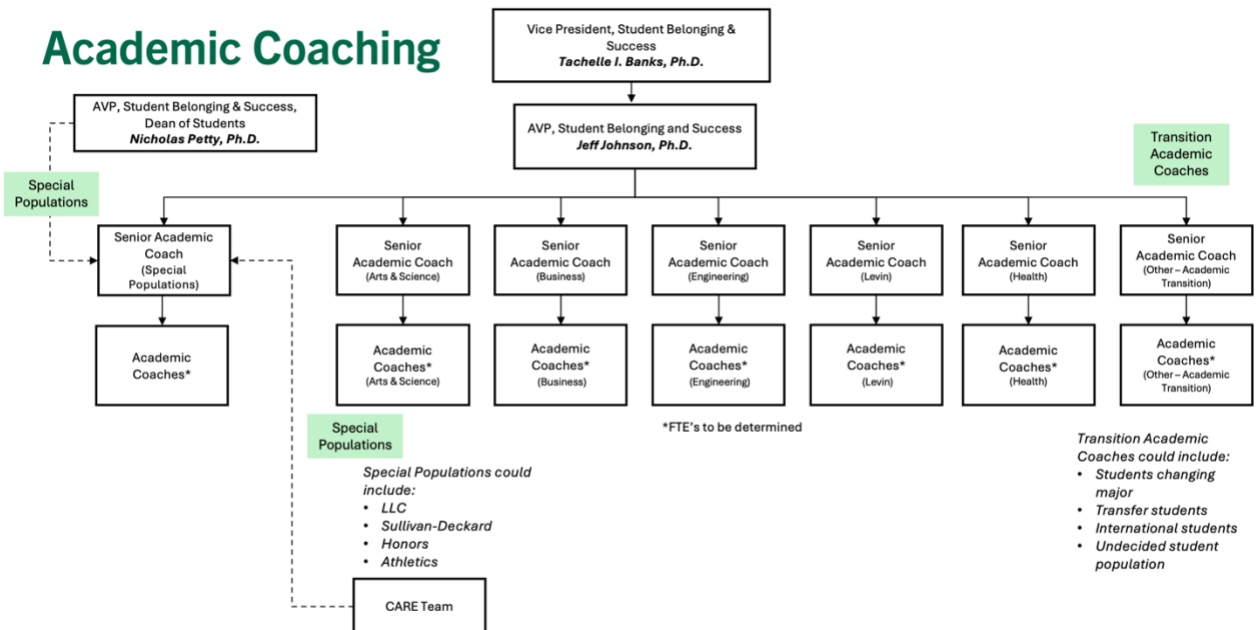 Academic Coaching
Vice President, Student Belonging &
Success
Tachelle I. Banks, Ph.D.
AVP, Student Belonging & Success,
Dean of Students
Nicholas Petty, Ph.D.
AVP, Student Belonging and Success
Jeff Johnson, Ph.D.
Transition
Academic
Coaches
Special
Populations
Senior Academic
Coach
(Special
Populations)
Senior
Academic Coach
(Arts & Science)
Senior
Academic Coach
(Business)
Senior
Academic Coach
(Engineering)
Senior
Academic Coach
(Levin)
Senior
Academic Coach
(Health)
Senior
Academic Coach
(Other – Academic
Transition)
Academic
Coaches*
Academic
Coaches*
(Arts & Science)
Academic
Coaches*
(Business)
Academic
Coaches*
(Engineering)
Academic
Coaches*
(Levin)
Academic
Coaches*
(Health)
Academic
Coaches*
(Other – Academic
Transition)
*FTE's to be determined
Special
Populations
Special Populations could
include:
• LLC
• Sullivan-Deckard
• Honors
• Athletics
Transition Academic
Coaches could include:
• Students changing
major
• Transfer students
• International students
• Undecided student
population
CARE Team